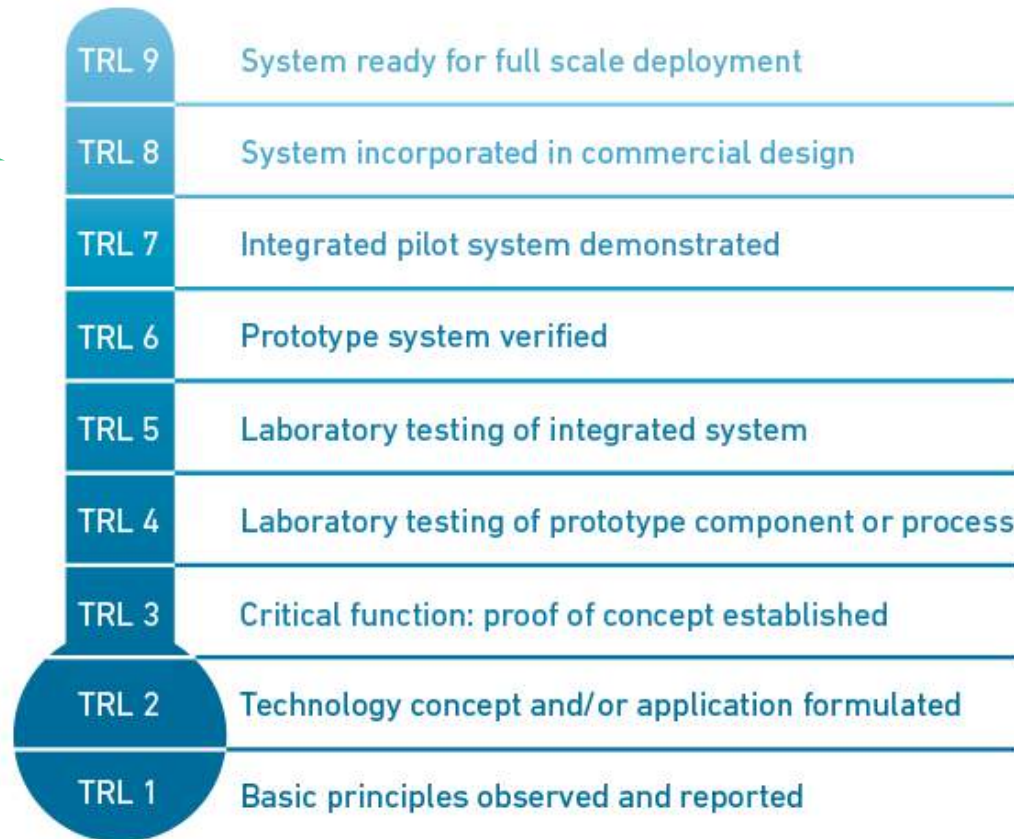 TRL 9 System ready for full scale deployment
TRL 8 System incorporated in commercial design
TRL 7 Integrated pilot system demonstrated
TRL 6 Prototype system verified
TRL 5 Laboratory testing of integrated system
TRL 4 Laboratory testing of prototype component or process
TRL 3 Critical function: proof of concept established
TRL 2 Technology concept and/or application formulated
TRL 1 Basic principles observed and reported